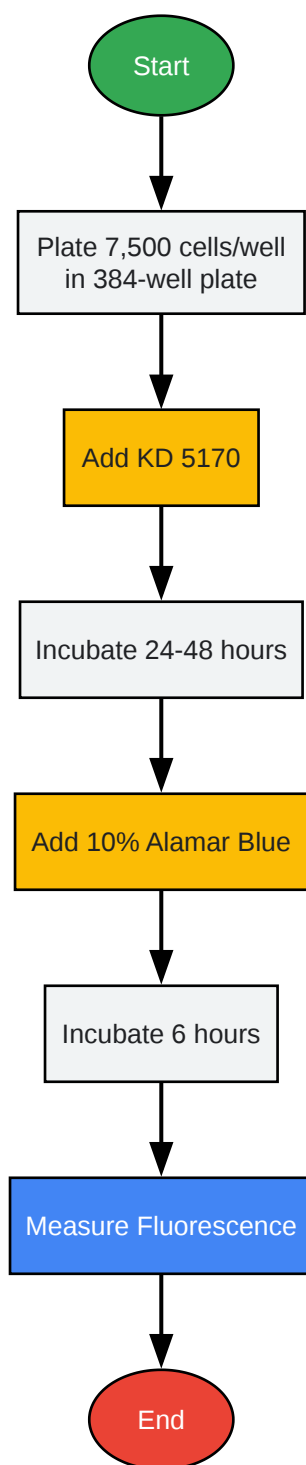 Start
Plate 7,500 cells/well
in 384-well plate
Add KD 5170
Incubate 24-48 hours
Add 10% Alamar Blue
Incubate 6 hours
Measure Fluorescence
End